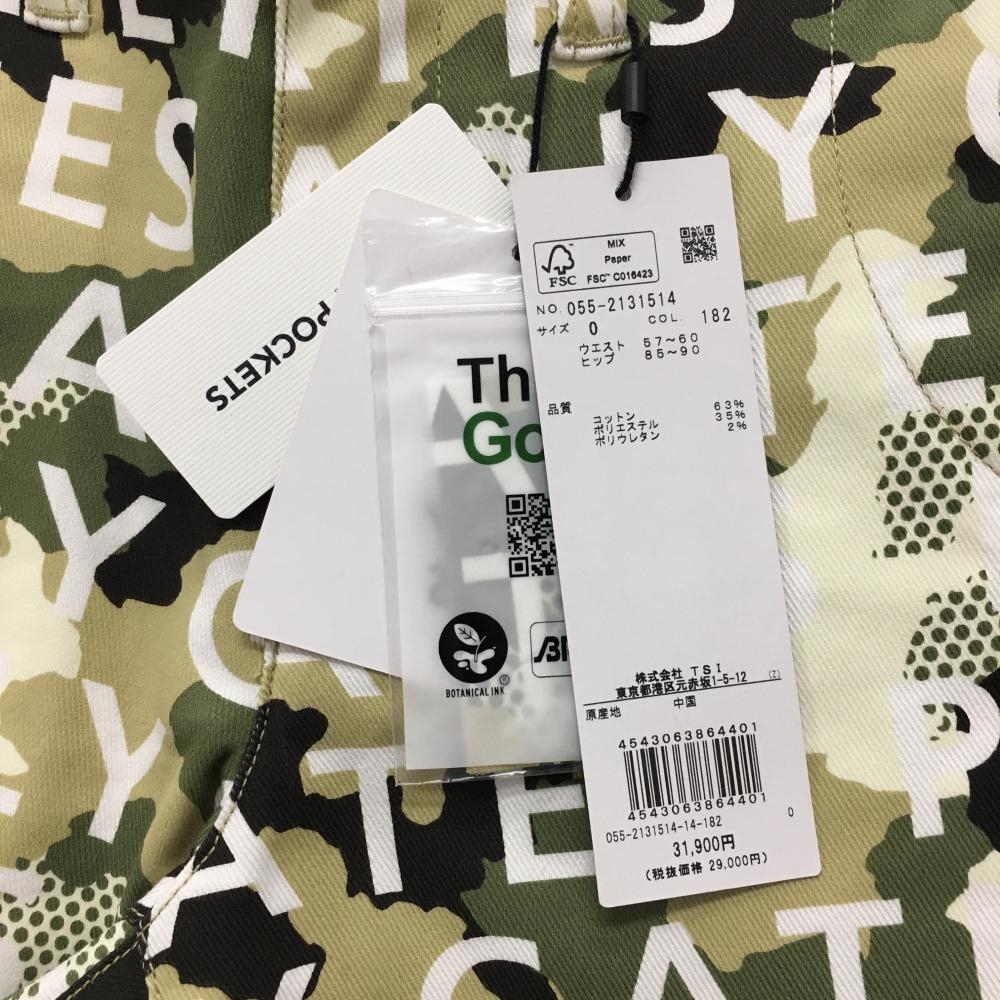 POCKETS
Th
Go
BOTANICAL INK®
FSC™
MIX
Paper
FSC™ C016423
NO. 055-2131514
サイズ 0 COL. 182
ウエスト 57~60
ヒップ 85~90
品質
コットン 63%
ポリエステル 35%
ポリウレタン 2%
株式会社 TSI
東京都港区元赤坂1-5-12 (Z)
原産地 中国
4543063864401
4543063864401
055-2131514-14-182 0
31,900円
(税抜価格 29,000円)